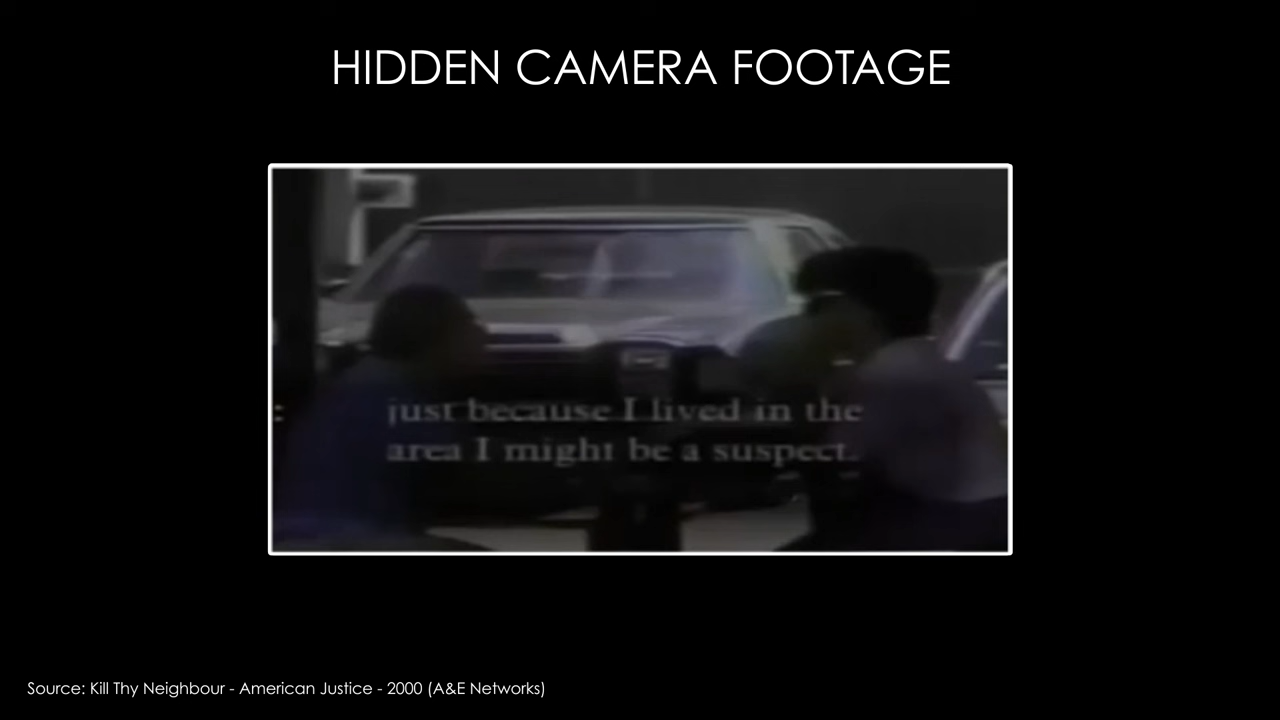 HIDDEN CAMERA FOOTAGE
: just because I lived in the
area I might be a suspect.
Source: Kill Thy Neighbour - American Justice - 2000 (A&E Networks)